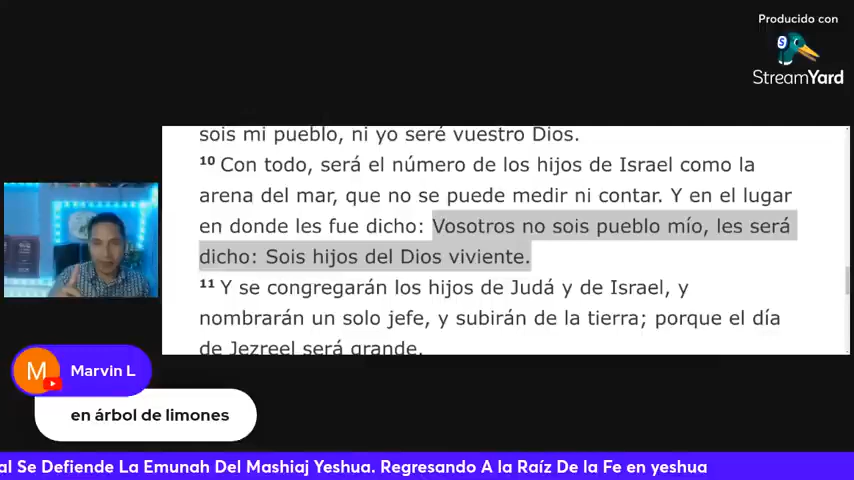 Producido con
StreamYard
sois mi pueblo, ni yo seré vuestro Dios.
10 Con todo, será el número de los hijos de Israel como la
arena del mar, que no se puede medir ni contar. Y en el lugar
en donde les fue dicho: Vosotros no sois pueblo mío, les será
dicho: Sois hijos del Dios viviente.
11 Y se congregarán los hijos de Judá y de Israel, y
nombrarán un solo jefe, y subirán de la tierra; porque el día
de Jezreel será grande.
M
Marvin L
en árbol de limones
al Se Defiende La Emunah Del Mashiaj Yeshua. Regresando A la Raíz De la Fe en yeshua